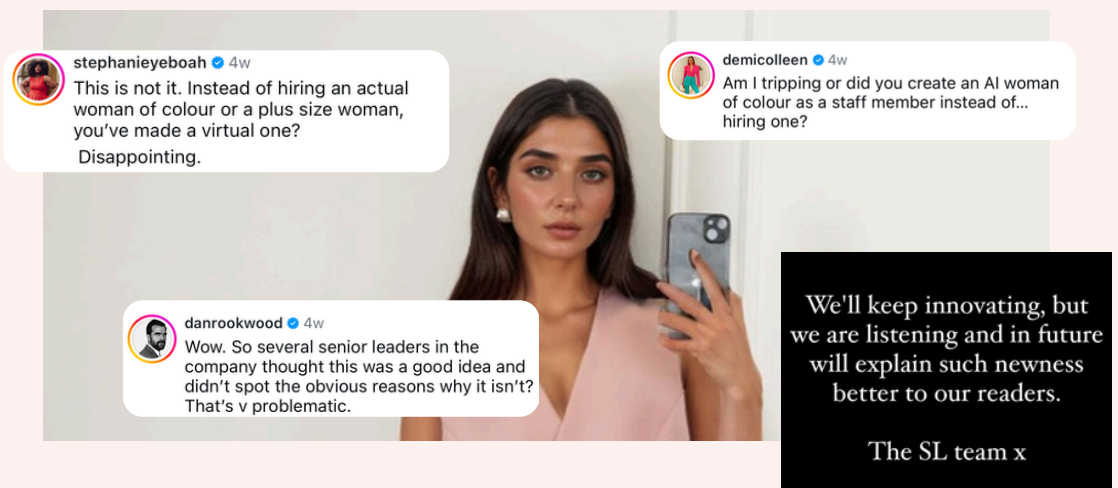 stephanieyeboah 4w
This is not it. Instead of hiring an actual
woman of colour or a plus size woman,
you've made a virtual one?
Disappointing.
demicolleen 4w
Am I tripping or did you create an AI woman
of colour as a staff member instead of...
hiring one?
danrookwood 4w
Wow. So several senior leaders in the
company thought this was a good idea and
didn't spot the obvious reasons why it isn't?
That's v problematic.
We'll keep innovating, but
we are listening and in future
will explain such newness
better to our readers.
The SL team x